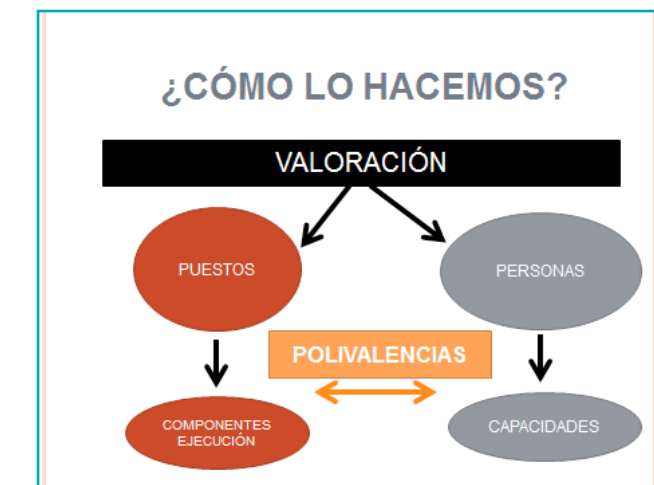 ¿CÓMO LO HACEMOS?
VALORACIÓN
PUESTOS
PERSONAS
POLIVALENCIAS
COMPONENTES
EJECUCIÓN
CAPACIDADES